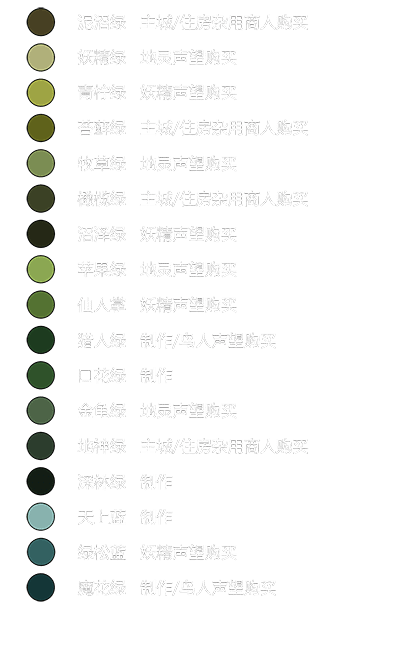 泥沼绿 主城/住房杂用商人购买
妖精绿 地灵声望购买
青柠绿 妖精声望购买
苔藓绿 主城/住房杂用商人购买
牧草绿 地灵声望购买
橄榄绿 主城/住房杂用商人购买
沼泽绿 妖精声望购买
苹果绿 地灵声望购买
仙人掌 妖精声望购买
猎人绿 制作/鸟人声望购买
口花绿 制作
金龟绿 地灵声望购买
地神绿 主城/住房杂用商人购买
深林绿 制作
天上蓝 制作
绿松蓝 妖精声望购买
魔花绿 制作/鸟人声望购买